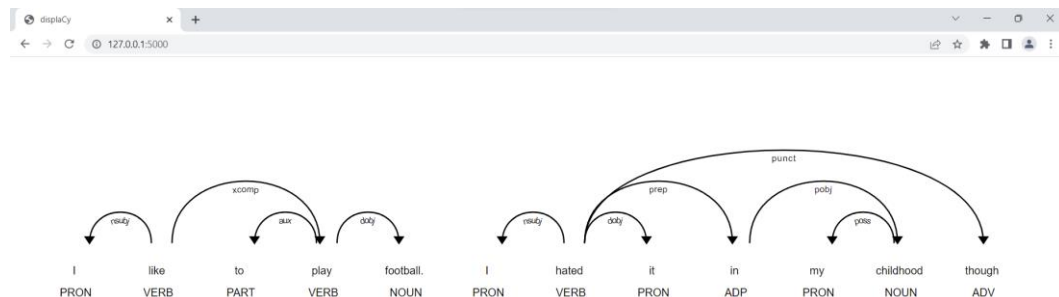 displaCy
127.0.0.1:5000
punct
xcomp prep pobj
nsubj aux dobj nsubj dobj poss
I like to play football. I hated it in my childhood though
PRON VERB PART VERB NOUN PRON VERB PRON ADP PRON NOUN ADV